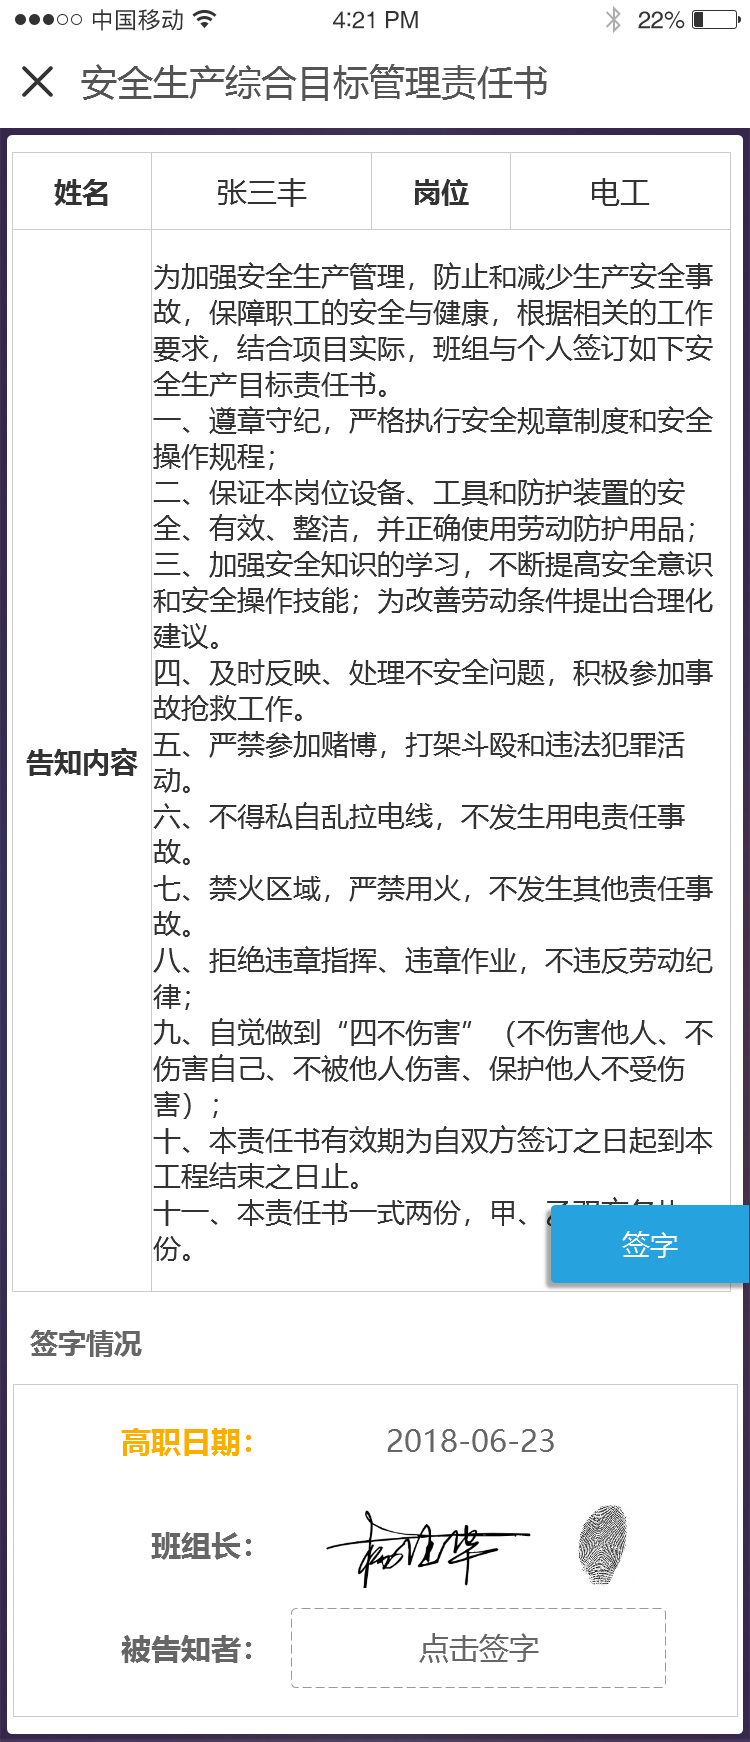 中国移动 4:21 PM 22%
安全生产综合目标管理责任书
姓名 张三丰 岗位 电工
告知内容
为加强安全生产管理，防止和减少生产安全事
故，保障职工的安全与健康，根据相关的工作
要求，结合项目实际，班组与个人签订如下安
全生产目标责任书。
一、遵章守纪，严格执行安全规章制度和安全
操作规程；
二、保证本岗位设备、工具和防护装置的安
全、有效、整洁，并正确使用劳动防护用品；
三、加强安全知识的学习，不断提高安全意识
和安全操作技能；为改善劳动条件提出合理化
建议。
四、及时反映、处理不安全问题，积极参加事
故抢救工作。
五、严禁参加赌博，打架斗殴和违法犯罪活
动。
六、不得私自乱拉电线，不发生用电责任事
故。
七、禁火区域，严禁用火，不发生其他责任事
故。
八、拒绝违章指挥、违章作业，不违反劳动纪
律；
九、自觉做到“四不伤害”（不伤害他人、不
伤害自己、不被他人伤害、保护他人不受伤
害）；
十、本责任书有效期为自双方签订之日起到本
工程结束之日止。
十一、本责任书一式两份，甲、
份。
签字
签字情况
高职日期： 2018-06-23
班组长：
被告知者： 点击签字